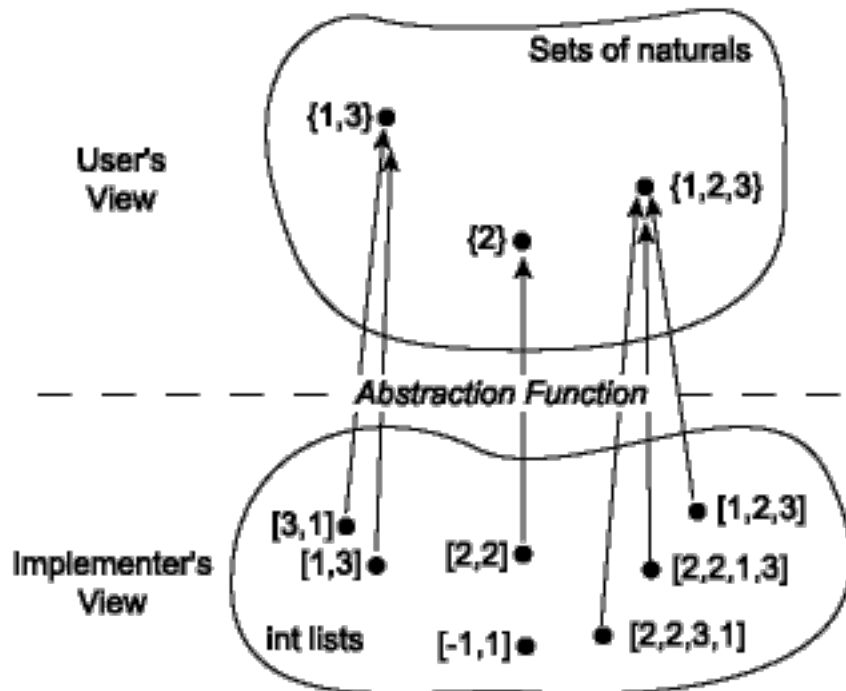 Sets of naturals
{1,3}
User's
View
{1,2,3}
{2}
Abstraction Function
[3,1]
[1,2,3]
[1,3]
[2,2]
[2,2,1,3]
Implementer's
View
int lists
[-1,1]
[2,2,3,1]